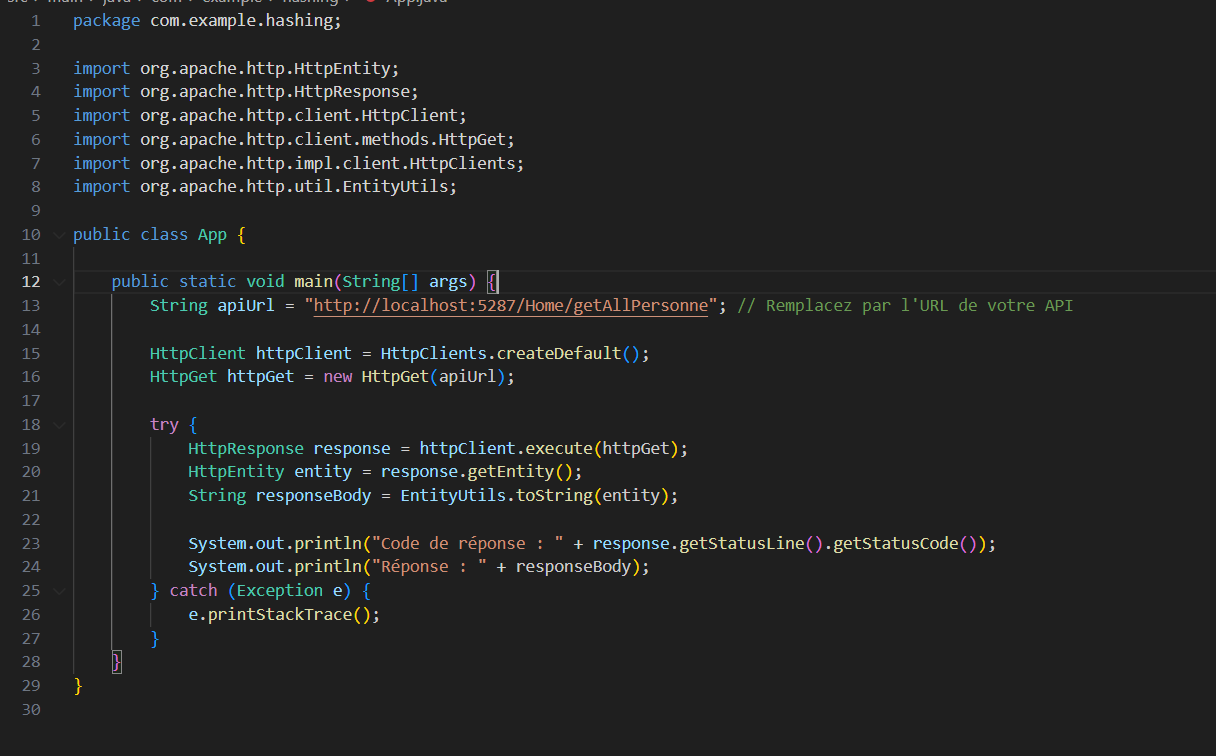 src > main > java > com > example > hashing > App.java
1 package com.example.hashing;
2
3 import org.apache.http.HttpEntity;
4 import org.apache.http.HttpResponse;
5 import org.apache.http.client.HttpClient;
6 import org.apache.http.client.methods.HttpGet;
7 import org.apache.http.impl.client.HttpClients;
8 import org.apache.http.util.EntityUtils;
9
10 public class App {
11
12     public static void main(String[] args) {
13         String apiUrl = "http://localhost:5287/Home/getAllPersonne"; // Remplacez par l'URL de votre API
14
15         HttpClient httpClient = HttpClients.createDefault();
16         HttpGet httpGet = new HttpGet(apiUrl);
17
18         try {
19             HttpResponse response = httpClient.execute(httpGet);
20             HttpEntity entity = response.getEntity();
21             String responseBody = EntityUtils.toString(entity);
22
23             System.out.println("Code de réponse : " + response.getStatusLine().getStatusCode());
24             System.out.println("Réponse : " + responseBody);
25         } catch (Exception e) {
26             e.printStackTrace();
27         }
28     }
29 }
30